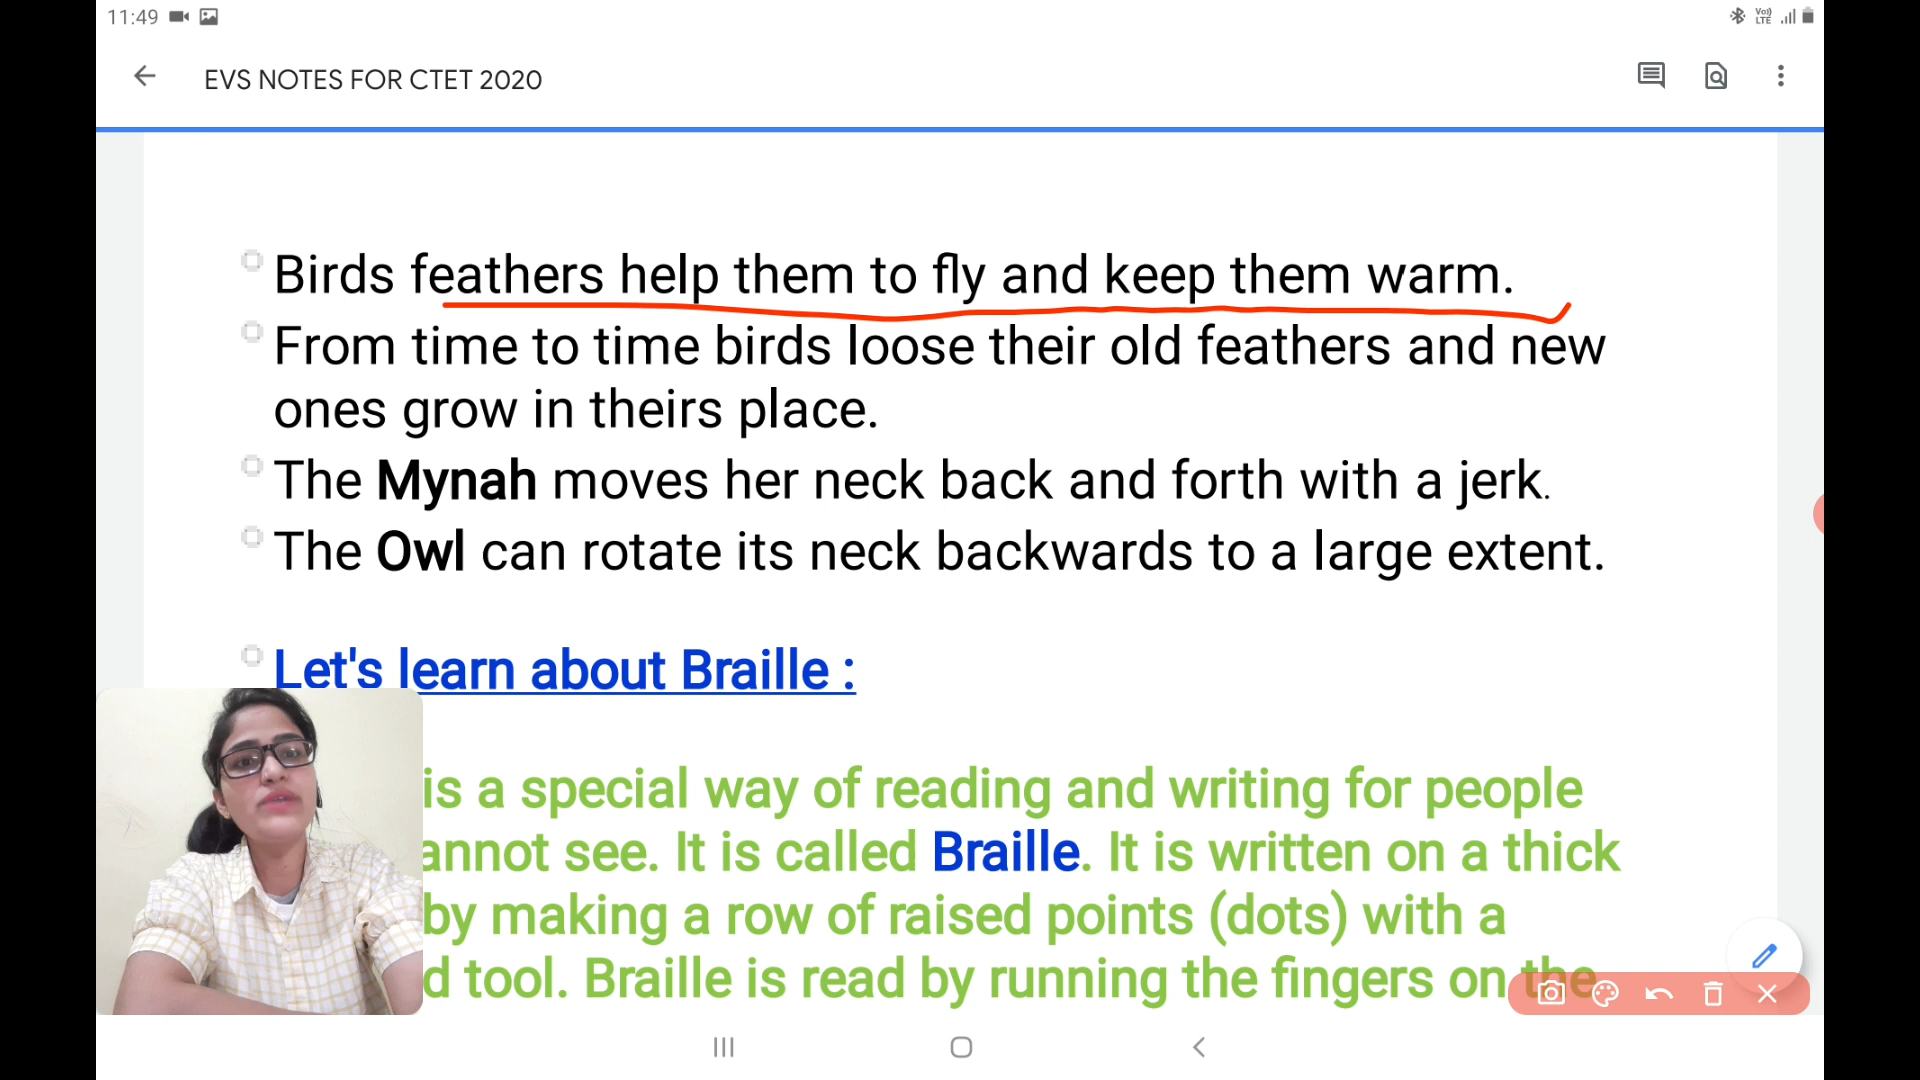 11:49
Vo)) LTE
EVS NOTES FOR CTET 2020
Birds feathers help them to fly and keep them warm.
From time to time birds loose their old feathers and new
ones grow in theirs place.
The Mynah moves her neck back and forth with a jerk.
The Owl can rotate its neck backwards to a large extent.
Let's learn about Braille :
is a special way of reading and writing for people
annot see. It is called Braille. It is written on a thick
by making a row of raised points (dots) with a
d tool. Braille is read by running the fingers on the